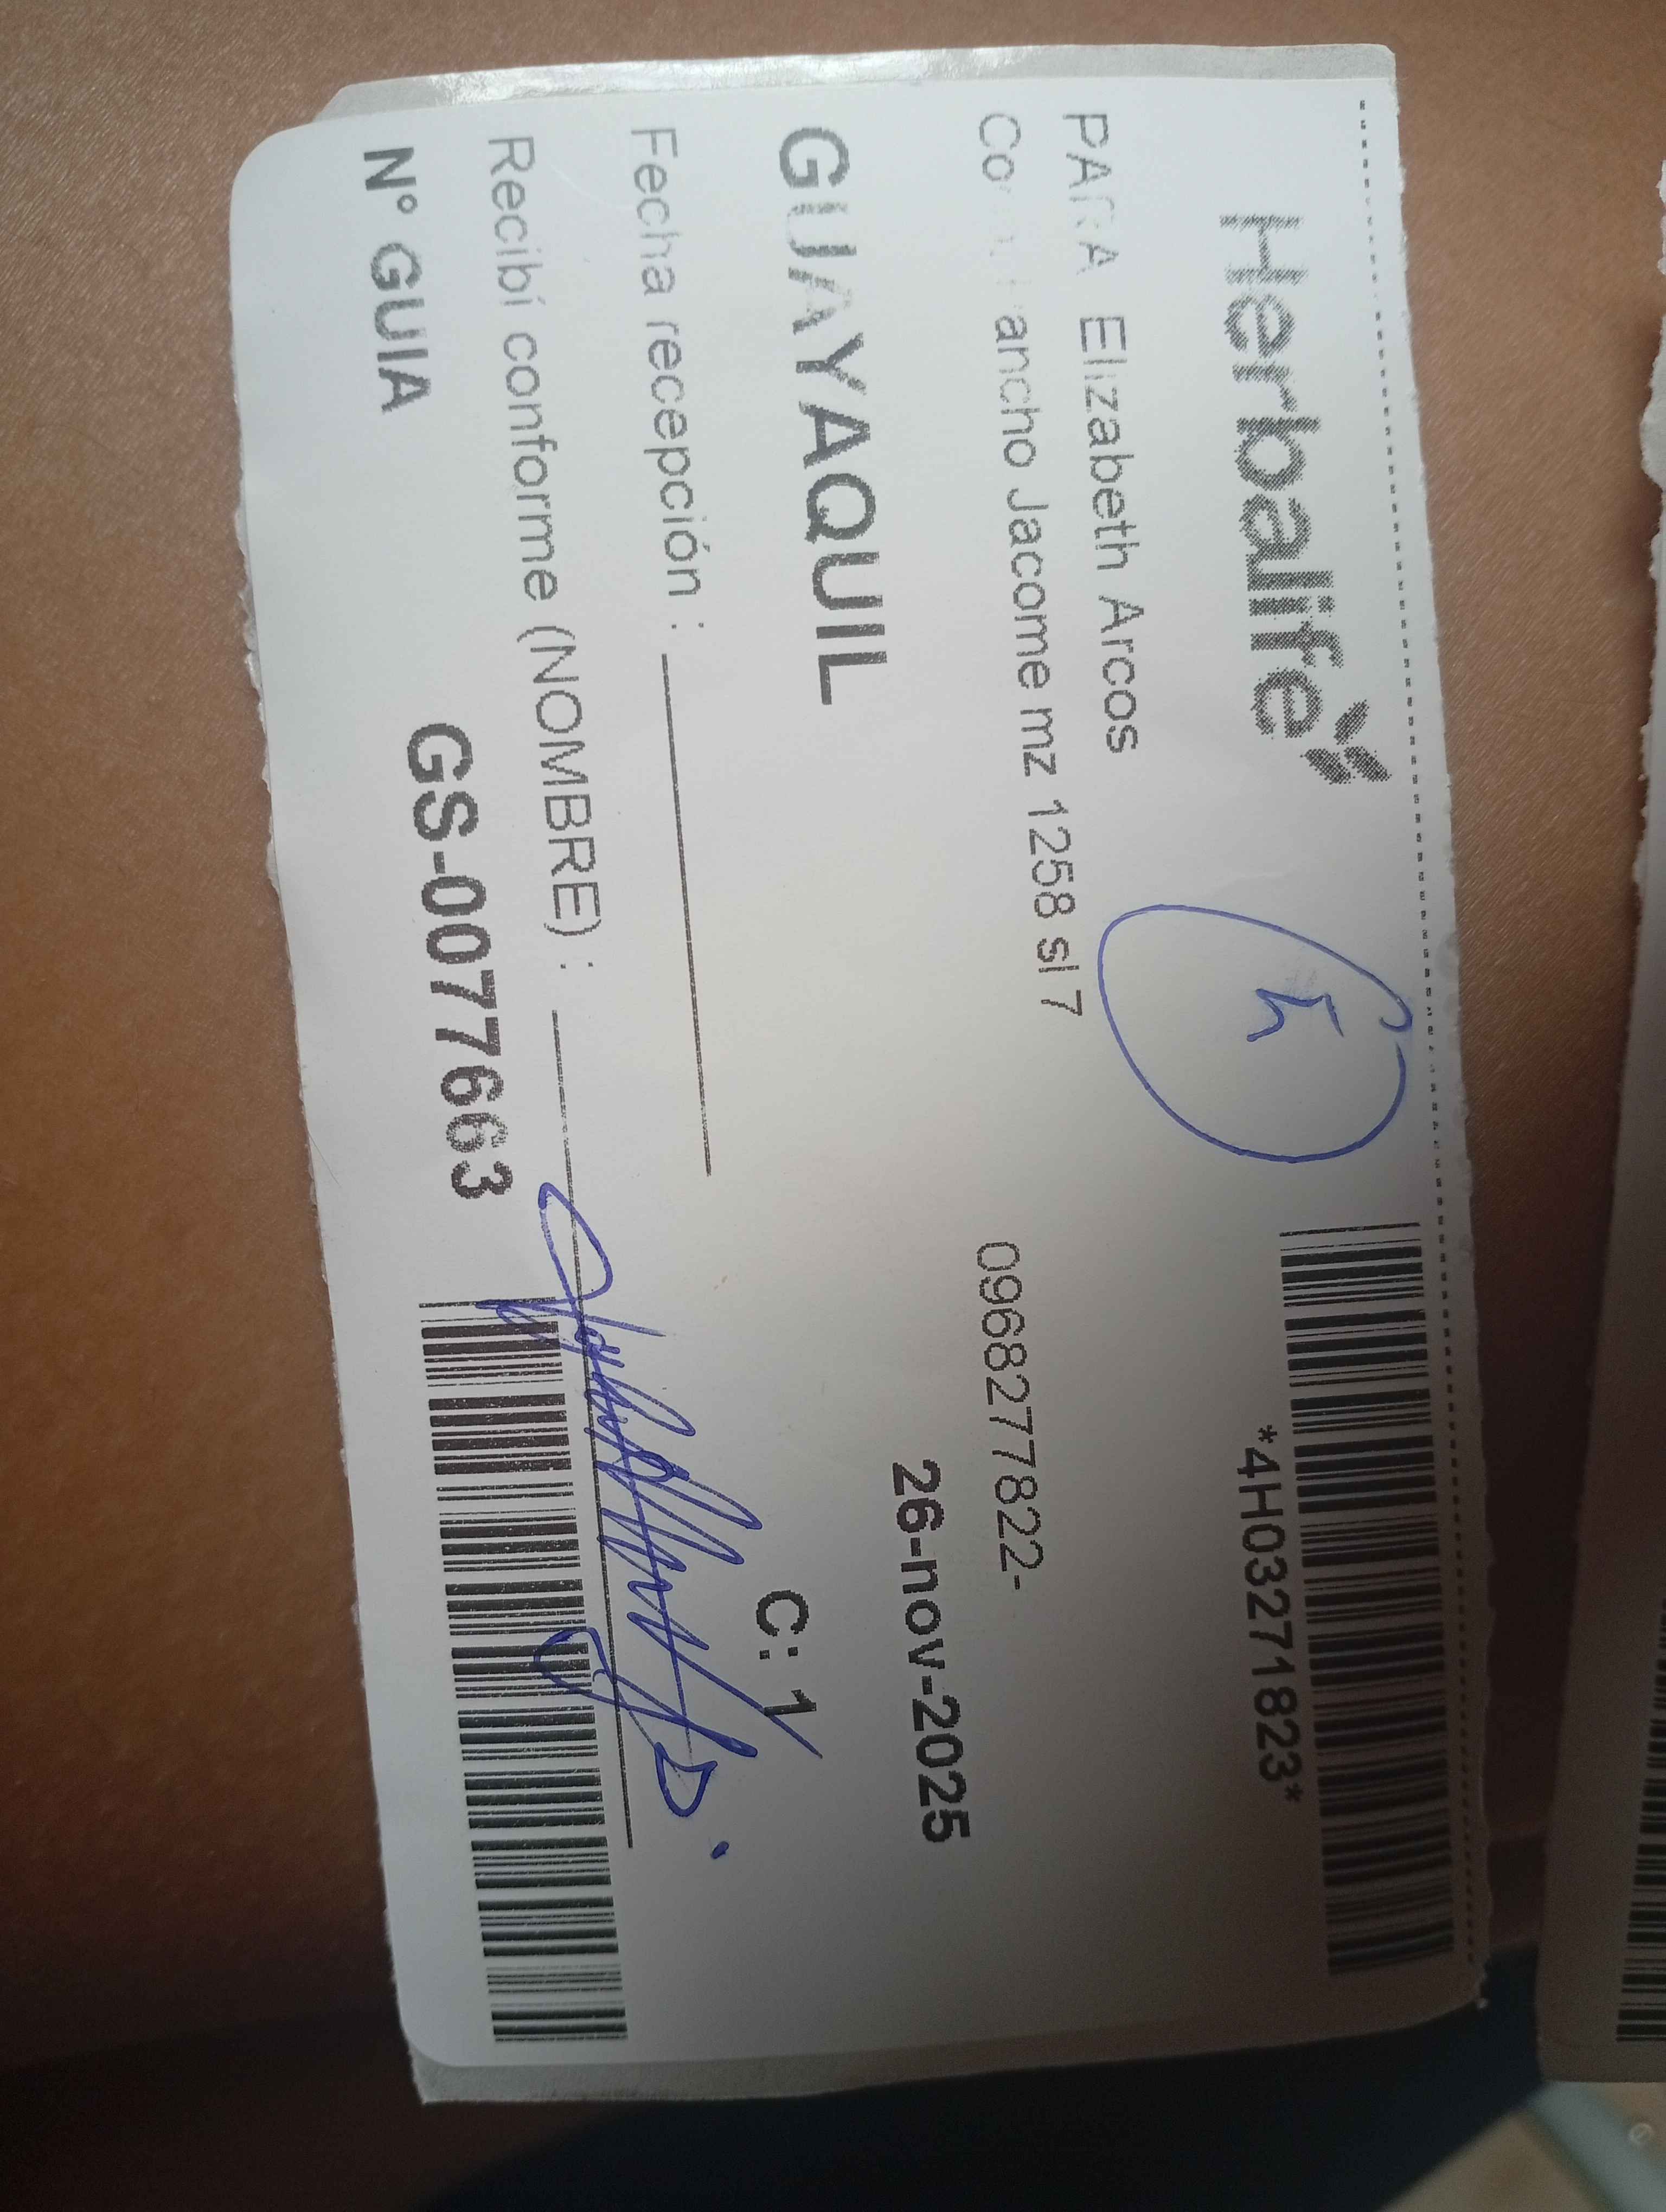 Herbalife
*4H03271823*
5
PARA Elizabeth Arcos
ancho Jacome mz 1258 sl 7
0968277822-
26-nov-2025
GUAYAQUIL
C: 1
Fecha recepción :
Recibí conforme (NOMBRE) :
N° GUIA GS-0077663